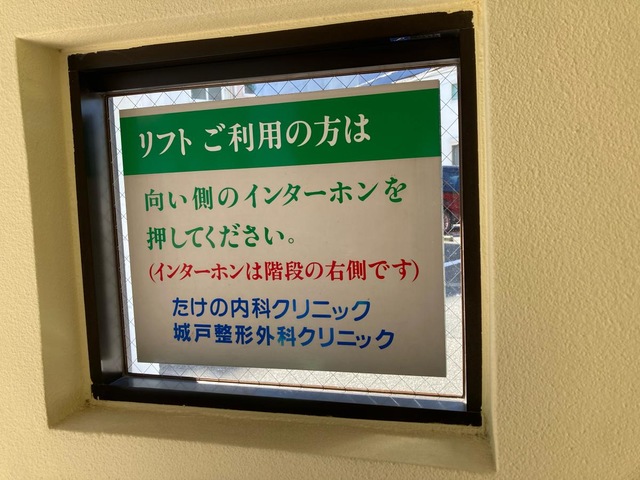 リフト ご利用の方は
向い側のインターホンを
押してください。
(インターホンは階段の右側です)
たけの内科クリニック
城戸整形外科クリニック